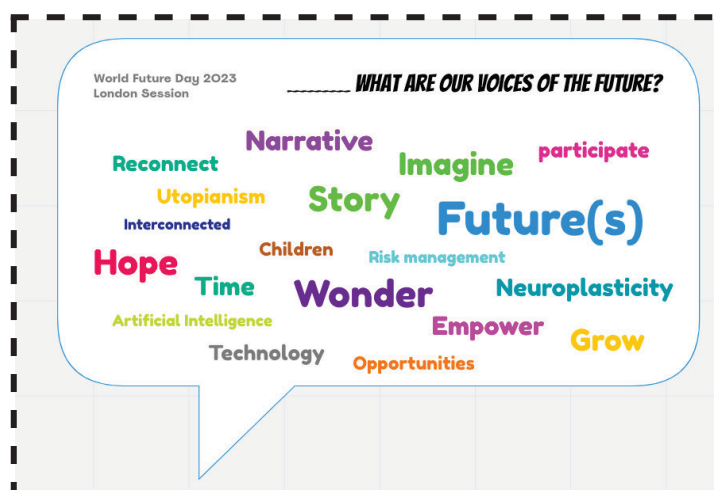 World Future Day 2023
London Session
_________ WHAT ARE OUR VOICES OF THE FUTURE?
Narrative
Reconnect
Imagine
participate
Utopianism
Story
Interconnected
Future(s)
Hope
Children
Risk management
Time
Wonder
Neuroplasticity
Artificial Intelligence
Empower
Technology
Grow
Opportunities